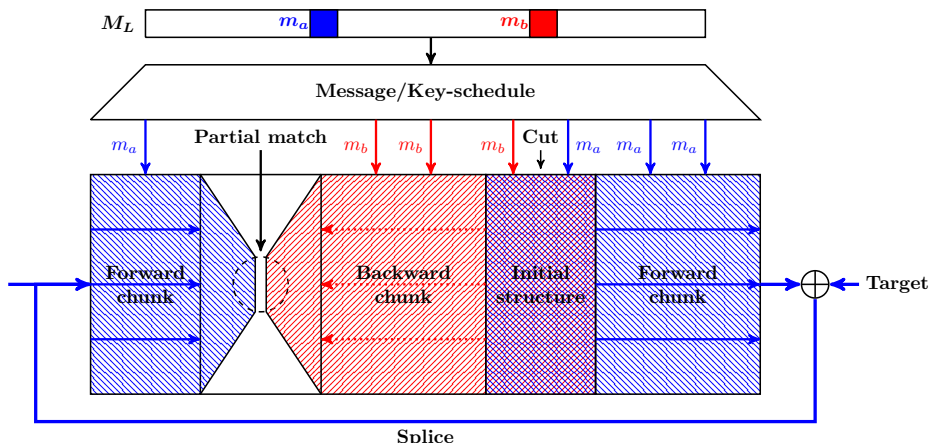 M_L m_a m_b
Message/Key-schedule
Partial match Cut
m_a m_b m_b m_b m_a m_a m_a
Forward chunk
Backward chunk
Initial structure
Forward chunk
Target
Splice